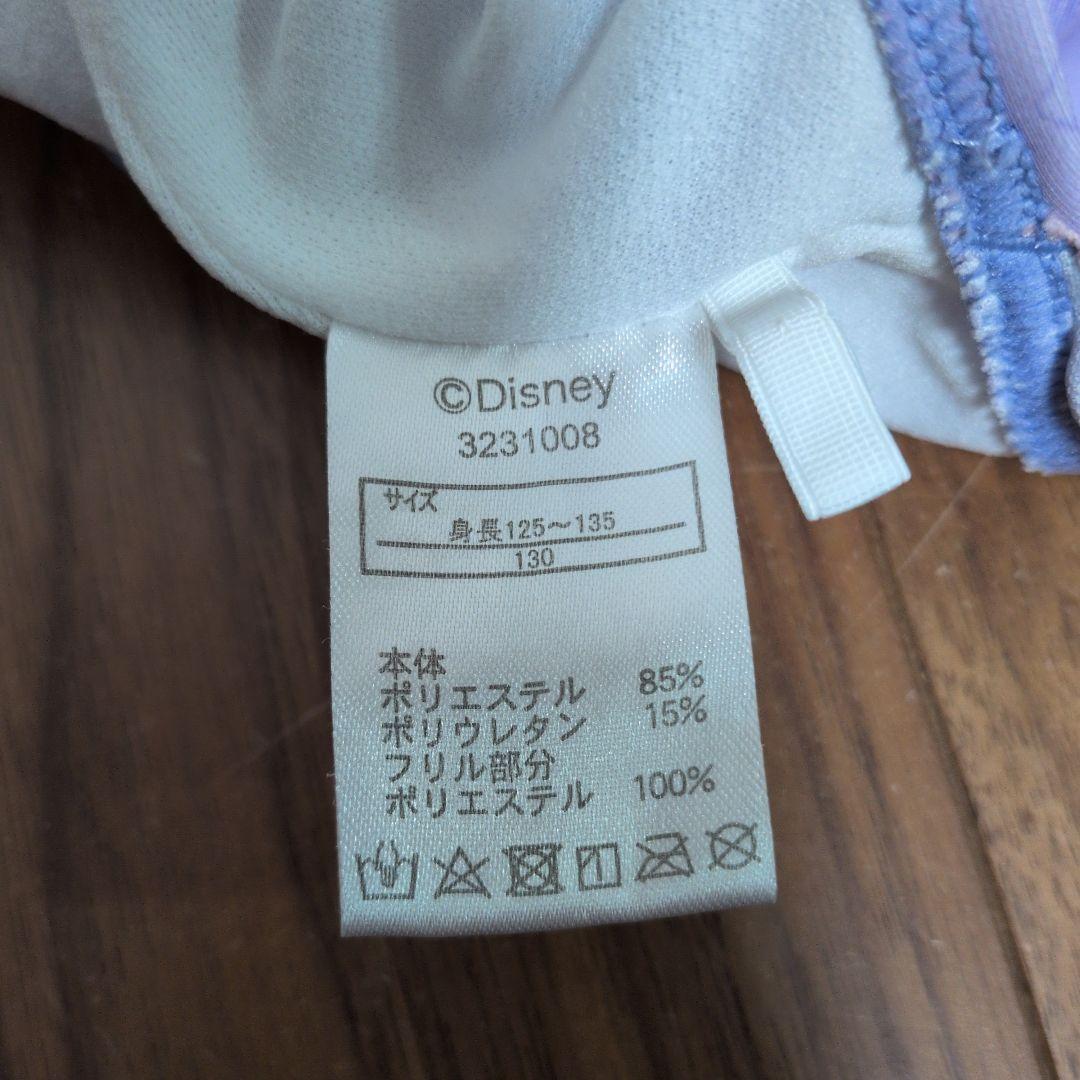 ©Disney
3231008
サイズ
身長125～135
130
本体
ポリエステル 85%
ポリウレタン 15%
フリル部分
ポリエステル 100%